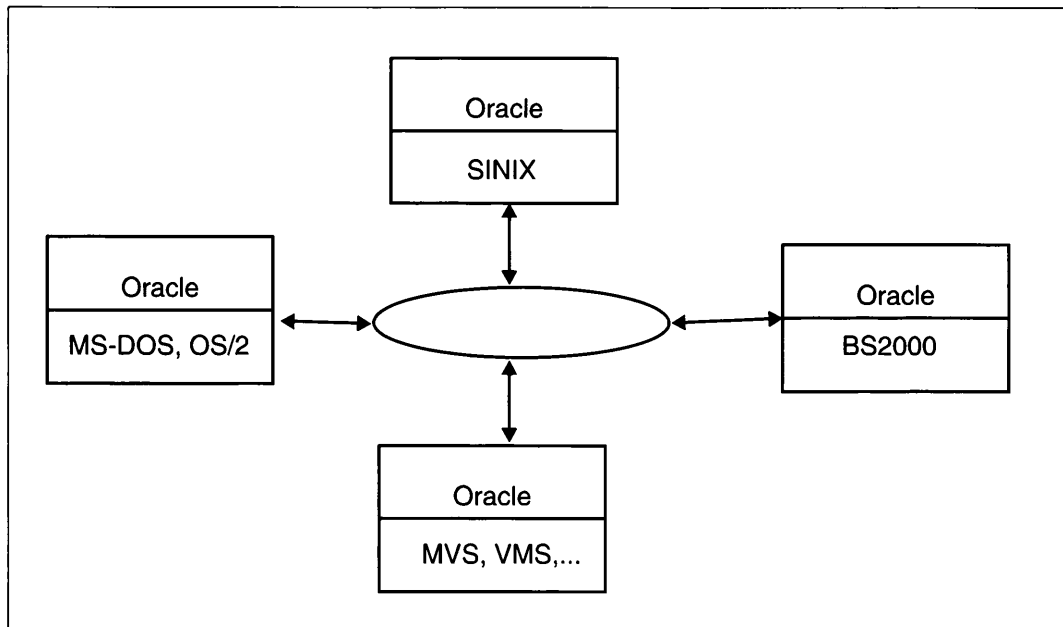 Oracle
SINIX
Oracle
MS-DOS, OS/2
Oracle
BS2000
Oracle
MVS, VMS,...